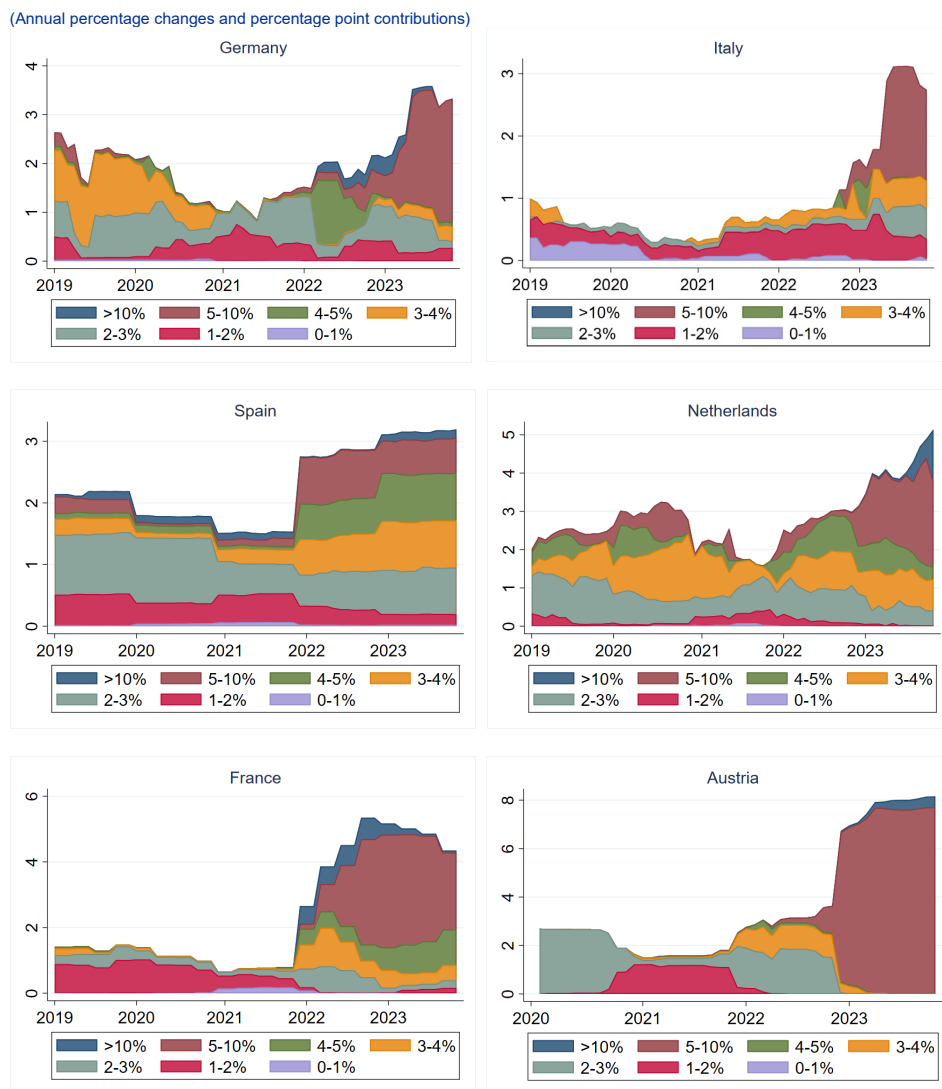 (Annual percentage changes and percentage point contributions)
Germany
4
3
2
1
0
2019 2020 2021 2022 2023
>10% 5-10% 4-5% 3-4%
2-3% 1-2% 0-1%
Italy
3
2
1
0
2019 2020 2021 2022 2023
>10% 5-10% 4-5% 3-4%
2-3% 1-2% 0-1%
Spain
3
2
1
0
2019 2020 2021 2022 2023
>10% 5-10% 4-5% 3-4%
2-3% 1-2% 0-1%
Netherlands
5
4
3
2
1
0
2019 2020 2021 2022 2023
>10% 5-10% 4-5% 3-4%
2-3% 1-2% 0-1%
France
6
4
2
0
2019 2020 2021 2022 2023
>10% 5-10% 4-5% 3-4%
2-3% 1-2% 0-1%
Austria
8
6
4
2
0
2020 2021 2022 2023
>10% 5-10% 4-5% 3-4%
2-3% 1-2% 0-1%